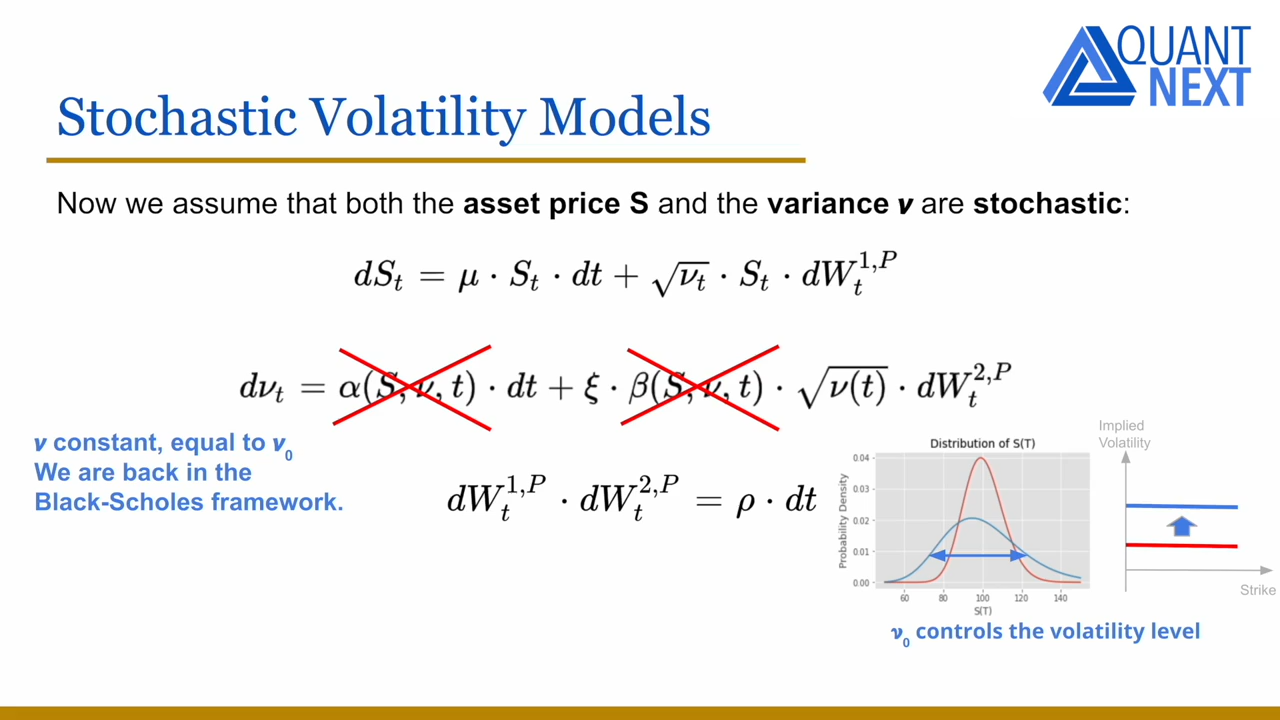 QUANT
NEXT
Stochastic Volatility Models
Now we assume that both the asset price S and the variance ν are stochastic:
dS_t = μ · S_t · dt + √ν_t · S_t · dW_t^{1,P}
dν_t = α(S, ν, t) · dt + ξ · β(S, ν, t) · √ν(t) · dW_t^{2,P}
ν constant, equal to ν_0
We are back in the
Black-Scholes framework.
dW_t^{1,P} · dW_t^{2,P} = ρ · dt
Distribution of S(T)
Probability Density
0.04
0.03
0.02
0.01
0.00
60 80 100 120 140
S(T)
Implied
Volatility
Strike
ν_0 controls the volatility level